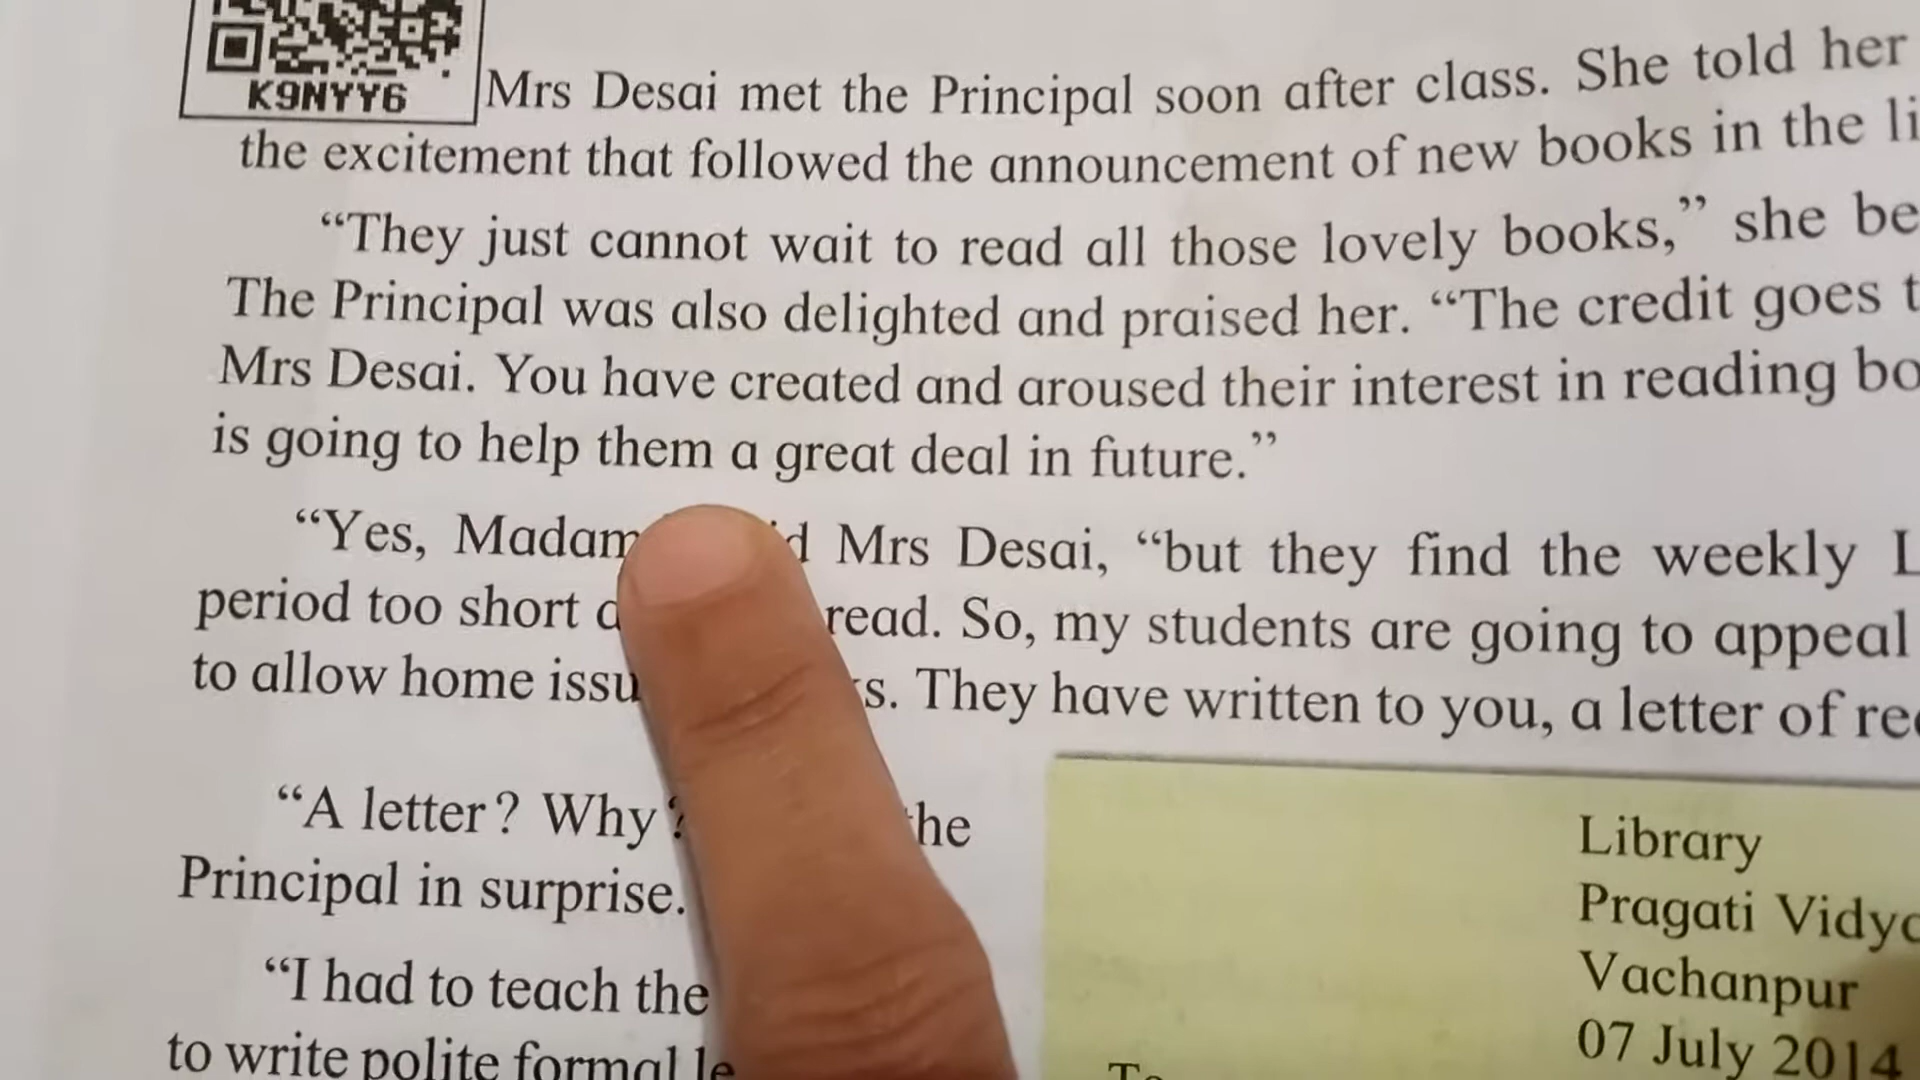 K9NYY6
Mrs Desai met the Principal soon after class. She told her
the excitement that followed the announcement of new books in the
“They just cannot wait to read all those lovely books,” she
The Principal was also delighted and praised her. “The credit goes
Mrs Desai. You have created and aroused their interest in reading
is going to help them a great deal in future.”
“Yes, Madam Mrs Desai, “but they find the weekly
period too short read. So, my students are going to appeal
to allow home They have written to you, a letter of
“A letter? Why?
Principal in surprise.
“I had to teach the
to write polite formal
Library
Pragati
Vachanpur
07 July 2014
To